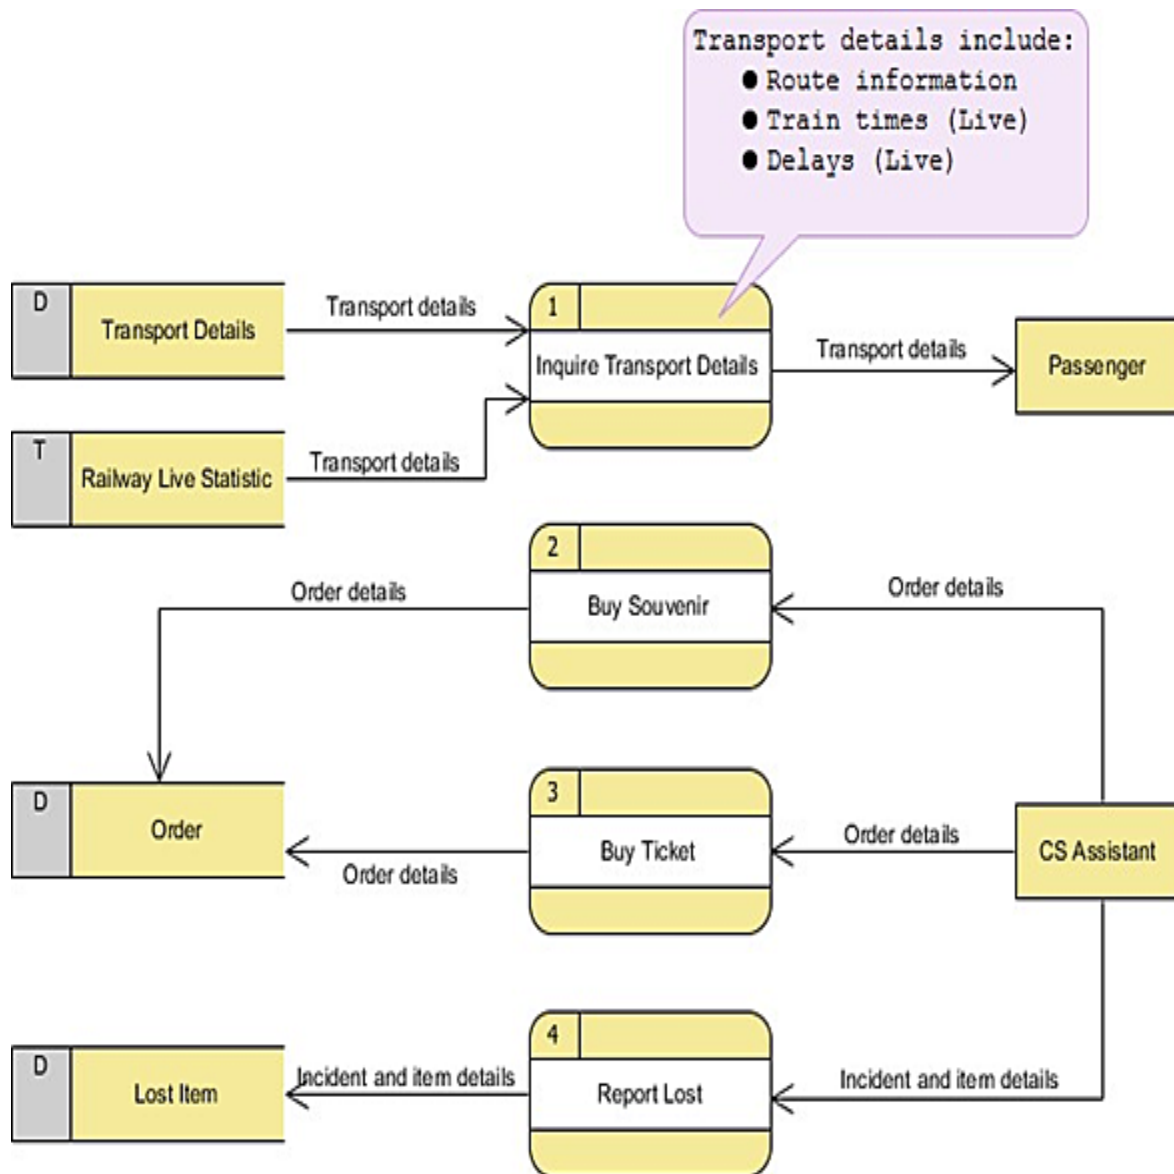 Transport details include:
● Route information
● Train times (Live)
● Delays (Live)
D
Transport Details
Transport details
1
Inquire Transport Details
Transport details
Passenger
T
Railway Live Statistic
Transport details
2
Buy Souvenir
Order details
Order details
D
Order
3
Buy Ticket
Order details
Order details
CS Assistant
D
Lost Item
Incident and item details
4
Report Lost
Incident and item details